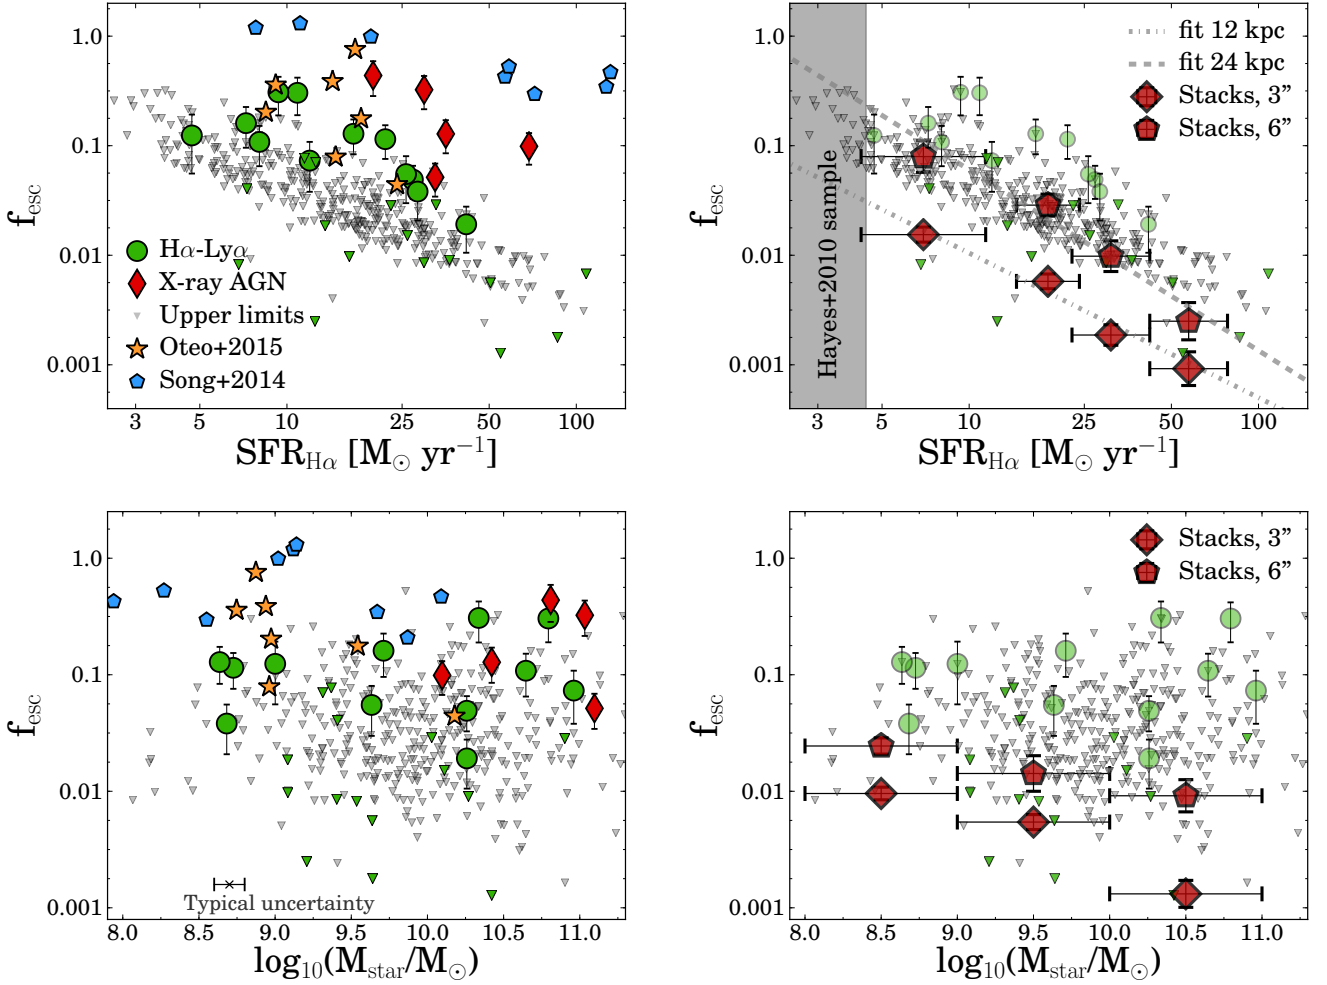 1.0
0.1
0.01
0.001
f_esc
Hα-Lyα
X-ray AGN
Upper limits
Oteo+2015
Song+2014
3 5 10 25 50 100
SFR_Hα [M_⊙ yr^−1]
1.0
0.1
0.01
0.001
f_esc
Hayes+2010 sample
fit 12 kpc
fit 24 kpc
Stacks, 3”
Stacks, 6”
3 5 10 25 50 100
SFR_Hα [M_⊙ yr^−1]
1.0
0.1
0.01
0.001
f_esc
Typical uncertainty
8.0 8.5 9.0 9.5 10.0 10.5 11.0
log_10(M_star/M_⊙)
1.0
0.1
0.01
0.001
f_esc
Stacks, 3”
Stacks, 6”
8.0 8.5 9.0 9.5 10.0 10.5 11.0
log_10(M_star/M_⊙)